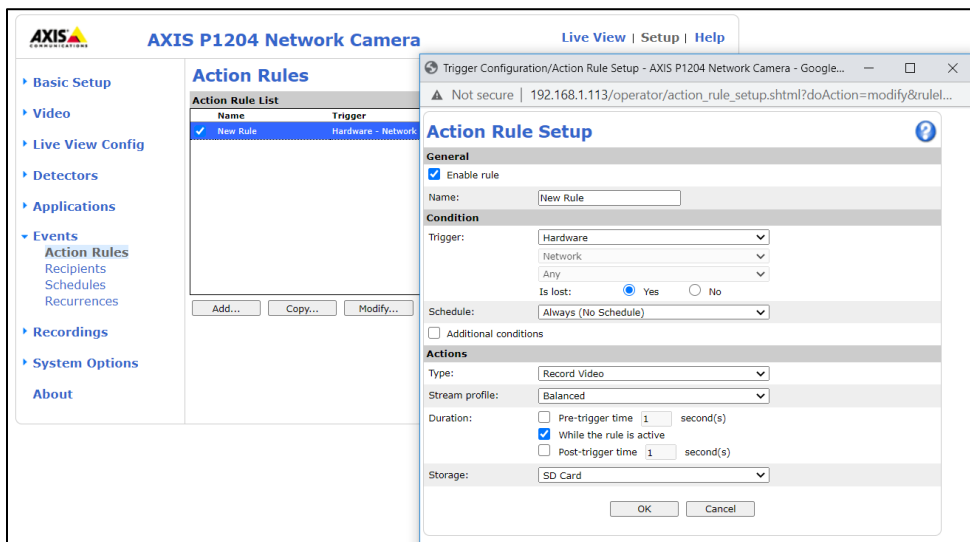 AXIS
COMMUNICATIONS
AXIS P1204 Network Camera
Live View | Setup | Help
Basic Setup
Video
Live View Config
Detectors
Applications
Events
Action Rules
Recipients
Schedules
Recurrences
Recordings
System Options
About
Action Rules
Action Rule List
Name Trigger
New Rule Hardware - Network
Add... Copy... Modify...
Trigger Configuration/Action Rule Setup - AXIS P1204 Network Camera - Google...
Not secure | 192.168.1.113/operator/action_rule_setup.shtml?doAction=modify&ruleI...
Action Rule Setup
?
General
Enable rule
Name: New Rule
Condition
Trigger: Hardware
Network
Any
Is lost: Yes No
Schedule: Always (No Schedule)
Additional conditions
Actions
Type: Record Video
Stream profile: Balanced
Duration: Pre-trigger time 1 second(s)
While the rule is active
Post-trigger time 1 second(s)
Storage: SD Card
OK Cancel